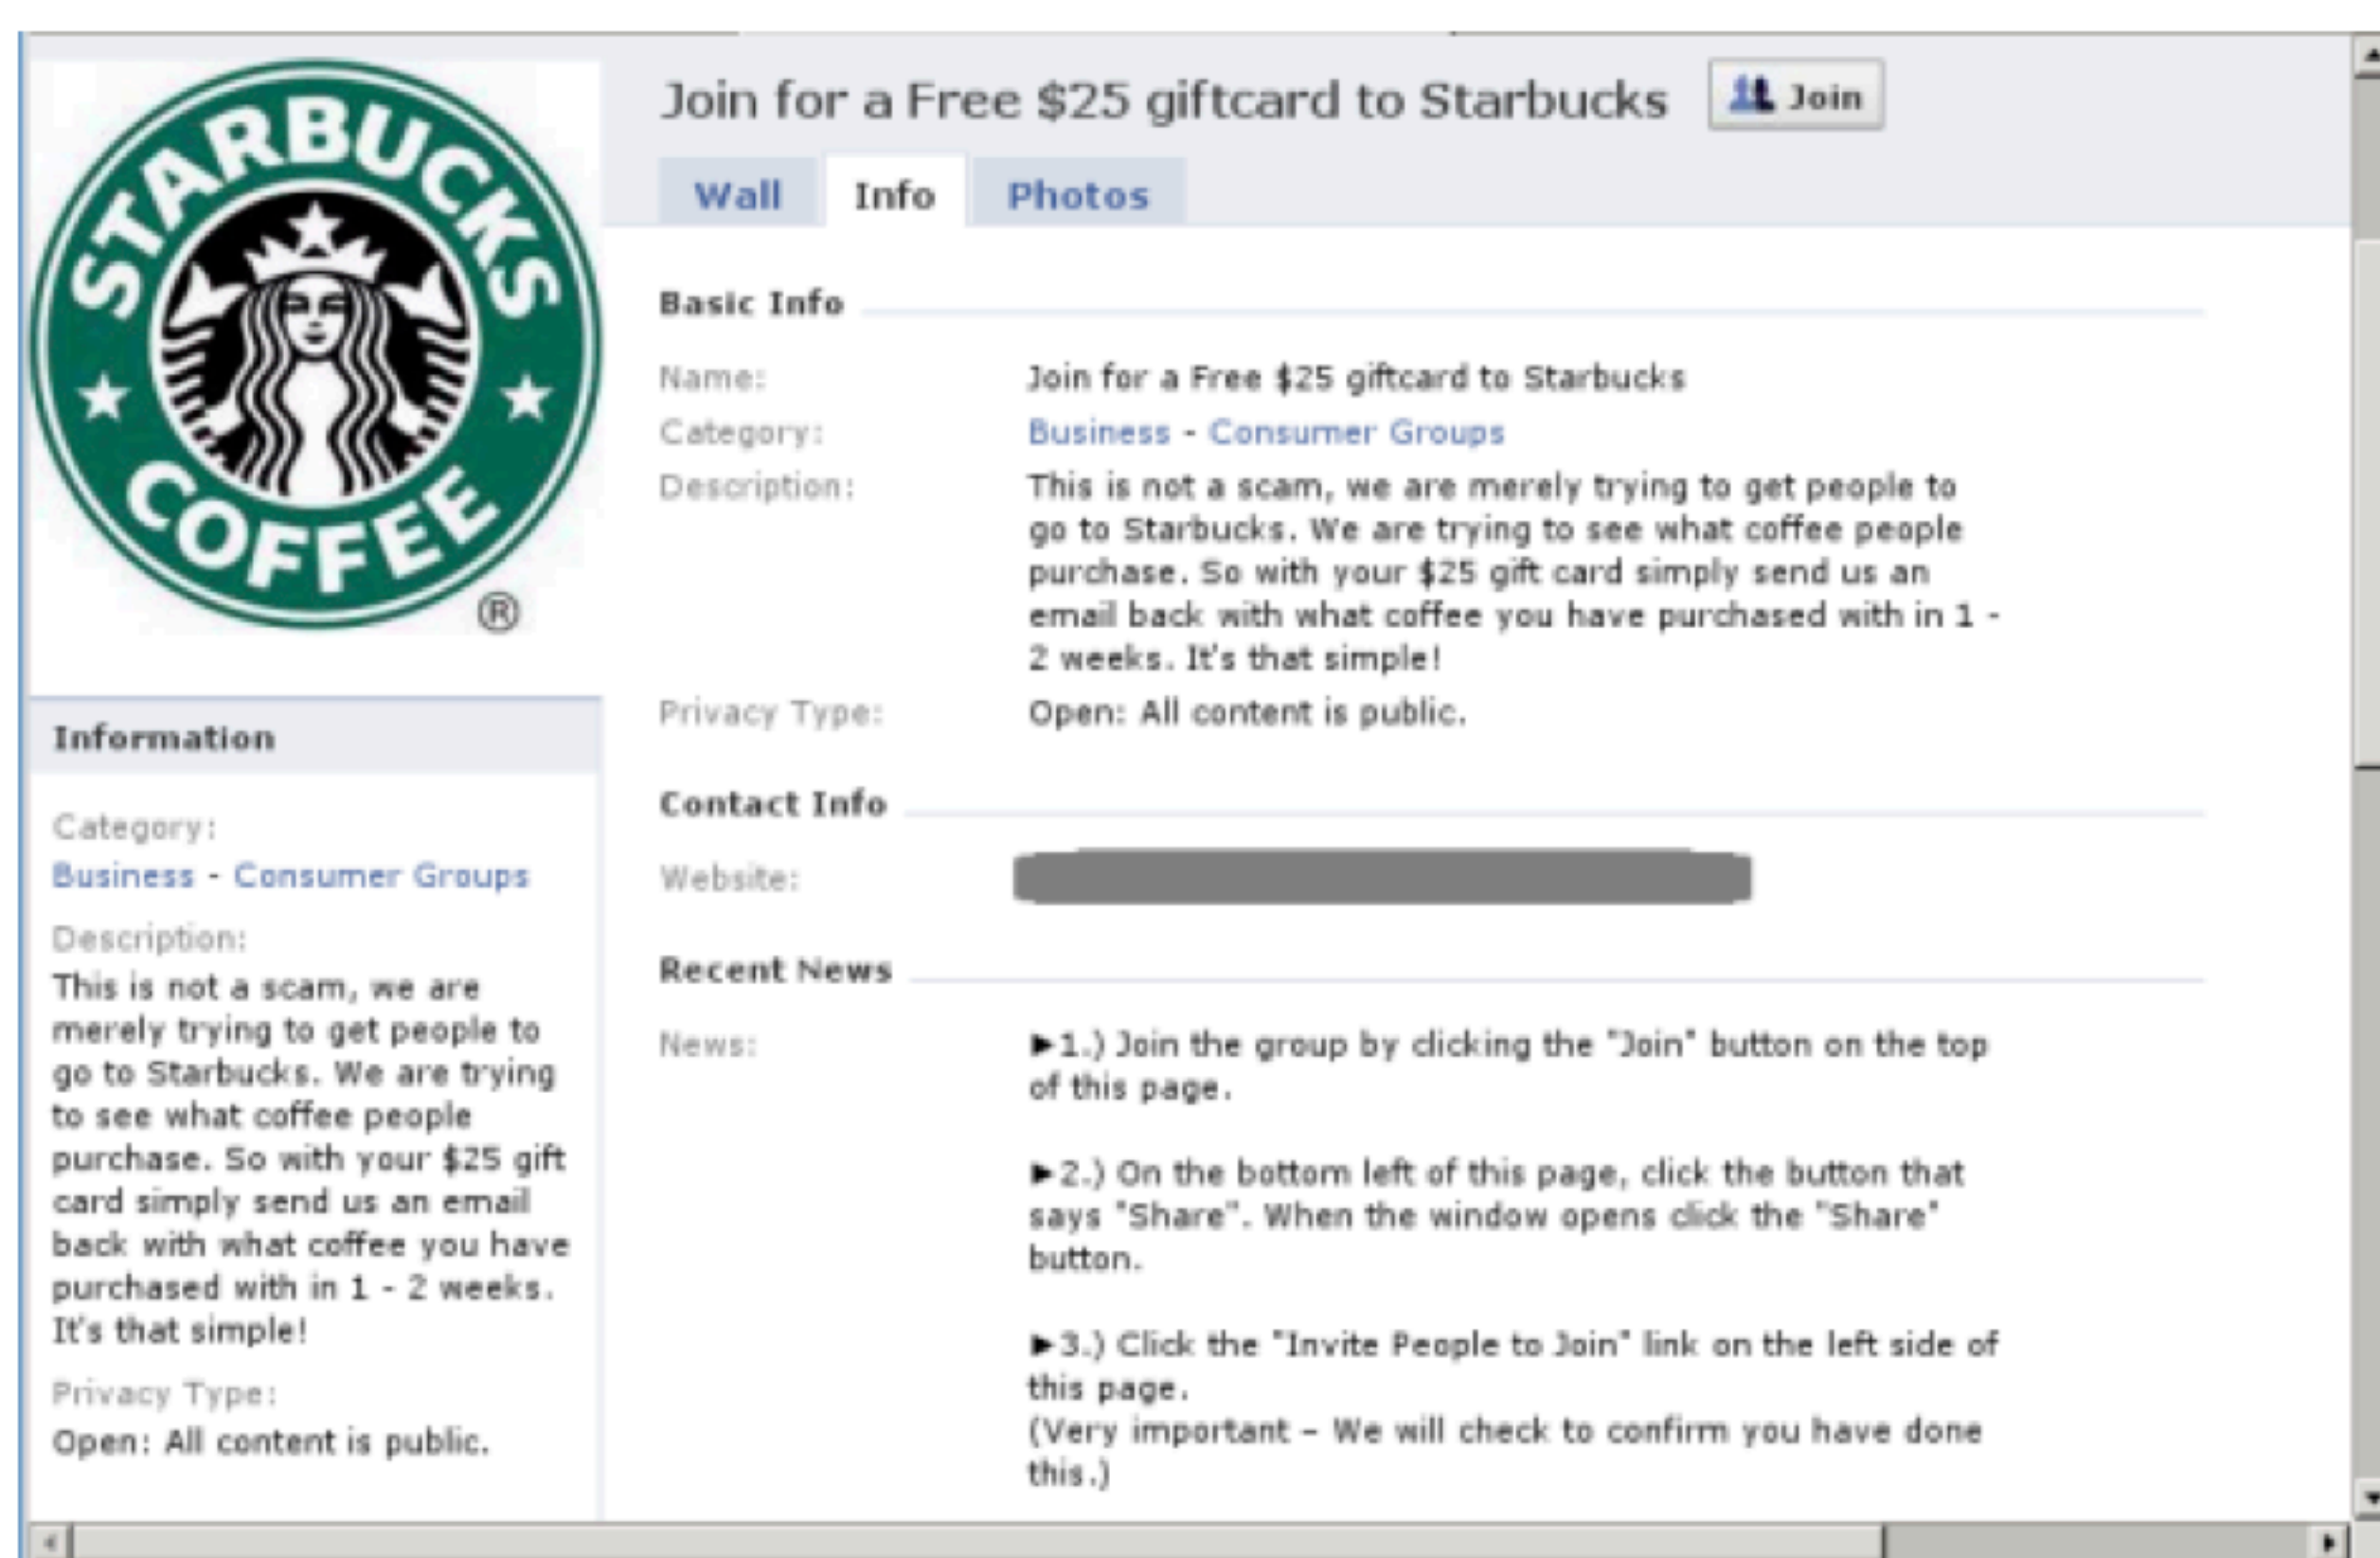 STARBUCKS
COFFEE
®
Join for a Free $25 giftcard to Starbucks
Join
Wall
Info
Photos
Basic Info
Name:
Join for a Free $25 giftcard to Starbucks
Category:
Business - Consumer Groups
Description:
This is not a scam, we are merely trying to get people to
go to Starbucks. We are trying to see what coffee people
purchase. So with your $25 gift card simply send us an
email back with what coffee you have purchased with in 1 -
2 weeks. It's that simple!
Privacy Type:
Open: All content is public.
Contact Info
Website:
Recent News
News:
►1.) Join the group by clicking the "Join" button on the top
of this page.
►2.) On the bottom left of this page, click the button that
says "Share". When the window opens click the "Share"
button.
►3.) Click the "Invite People to Join" link on the left side of
this page.
(Very important – We will check to confirm you have done
this.)
Information
Category:
Business - Consumer Groups
Description:
This is not a scam, we are
merely trying to get people to
go to Starbucks. We are trying
to see what coffee people
purchase. So with your $25 gift
card simply send us an email
back with what coffee you have
purchased with in 1 - 2 weeks.
It's that simple!
Privacy Type:
Open: All content is public.